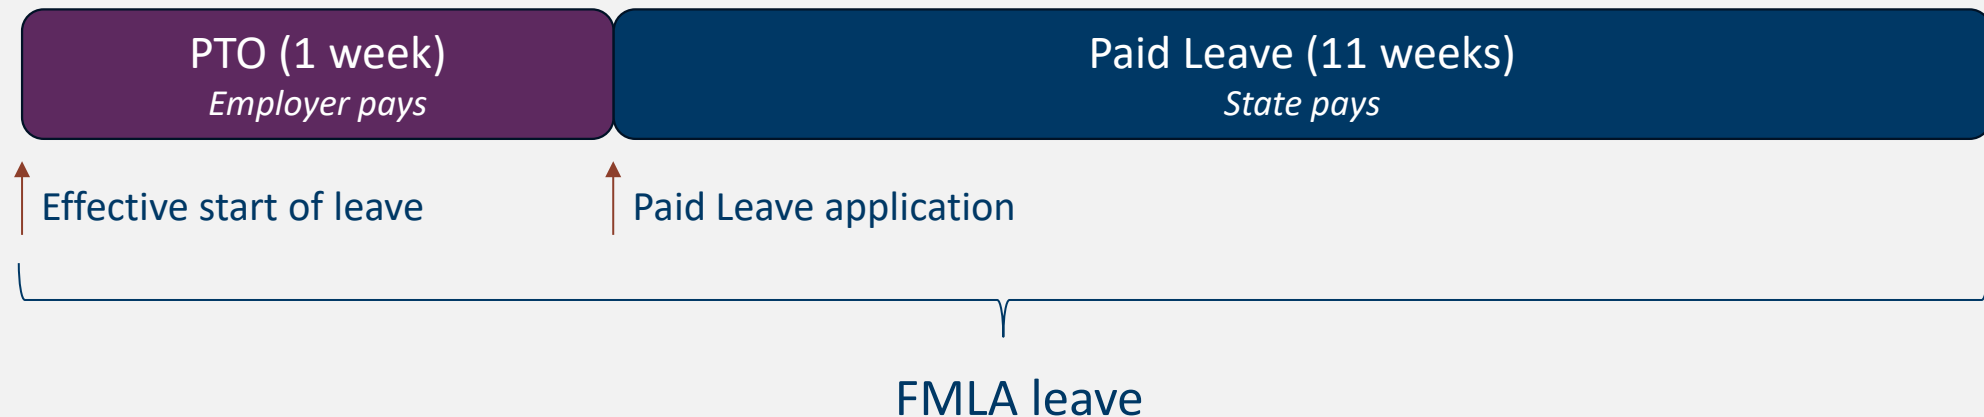 PTO (1 week)
Employer pays
Paid Leave (11 weeks)
State pays
Effective start of leave
Paid Leave application
FMLA leave